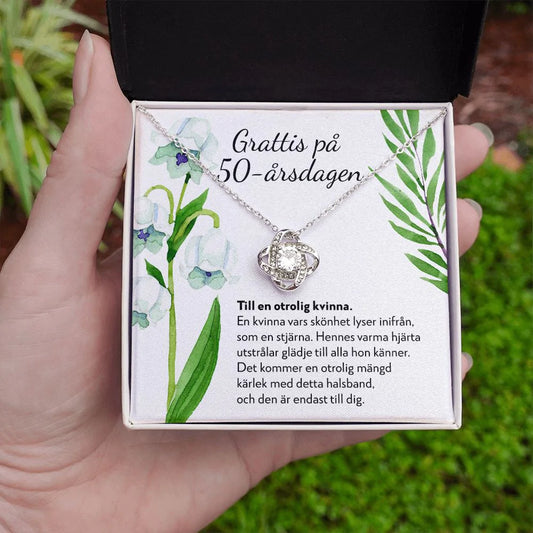 Grattis på
50-årsdagen
Till en otrolig kvinna.
En kvinna vars skönhet lyser inifrån,
som en stjärna. Hennes varma hjärta
utstrålar glädje till alla hon känner.
Det kommer en otrolig mängd
kärlek med detta halsband,
och den är endast till dig.